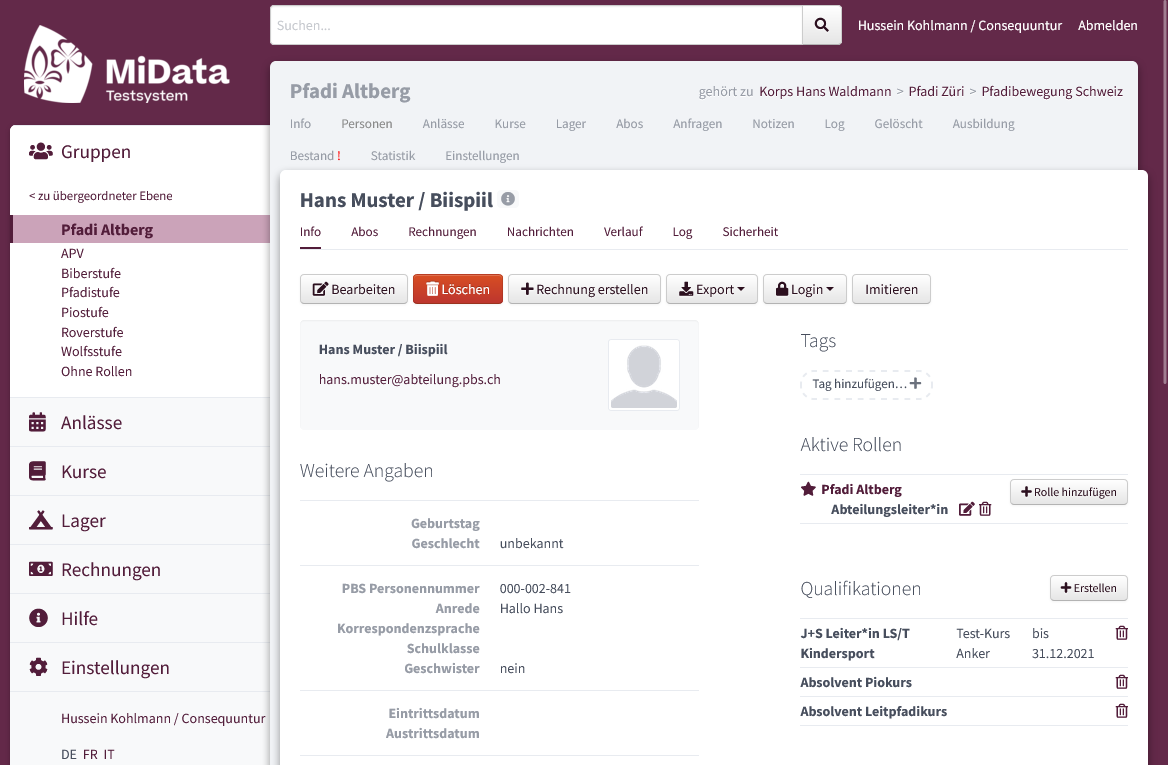 Suchen...
Hussein Kohlmann / Consequuntur Abmelden
MiData
Testsystem
Pfadi Altberg
gehört zu Korps Hans Waldmann > Pfadi Züri > Pfadibewegung Schweiz
Info Personen Anlässe Kurse Lager Abos Anfragen Notizen Log Gelöscht Ausbildung
Bestand ! Statistik Einstellungen
Gruppen
< zu übergeordneter Ebene
Pfadi Altberg
APV
Biberstufe
Pfadistufe
Piostufe
Roverstufe
Wolfsstufe
Ohne Rollen
Anlässe
Kurse
Lager
Rechnungen
Hilfe
Einstellungen
Hussein Kohlmann / Consequuntur
DE FR IT
Hans Muster / Biispiil
Info Abos Rechnungen Nachrichten Verlauf Log Sicherheit
Bearbeiten Löschen Rechnung erstellen Export Login Imitieren
Hans Muster / Biispiil
hans.muster@abteilung.pbs.ch
Weitere Angaben
Geburtstag
Geschlecht unbekannt
PBS Personennummer 000-002-841
Anrede Hallo Hans
Korrespondenzsprache
Schulklasse
Geschwister nein
Eintrittsdatum
Austrittsdatum
Tags
Tag hinzufügen...
Aktive Rollen
Pfadi Altberg
Rolle hinzufügen
Abteilungsleiter*in
Qualifikationen
Erstellen
J+S Leiter*in LS/T Test-Kurs bis
Kindersport Anker 31.12.2021
Absolvent Piokurs
Absolvent Leitpfadikurs